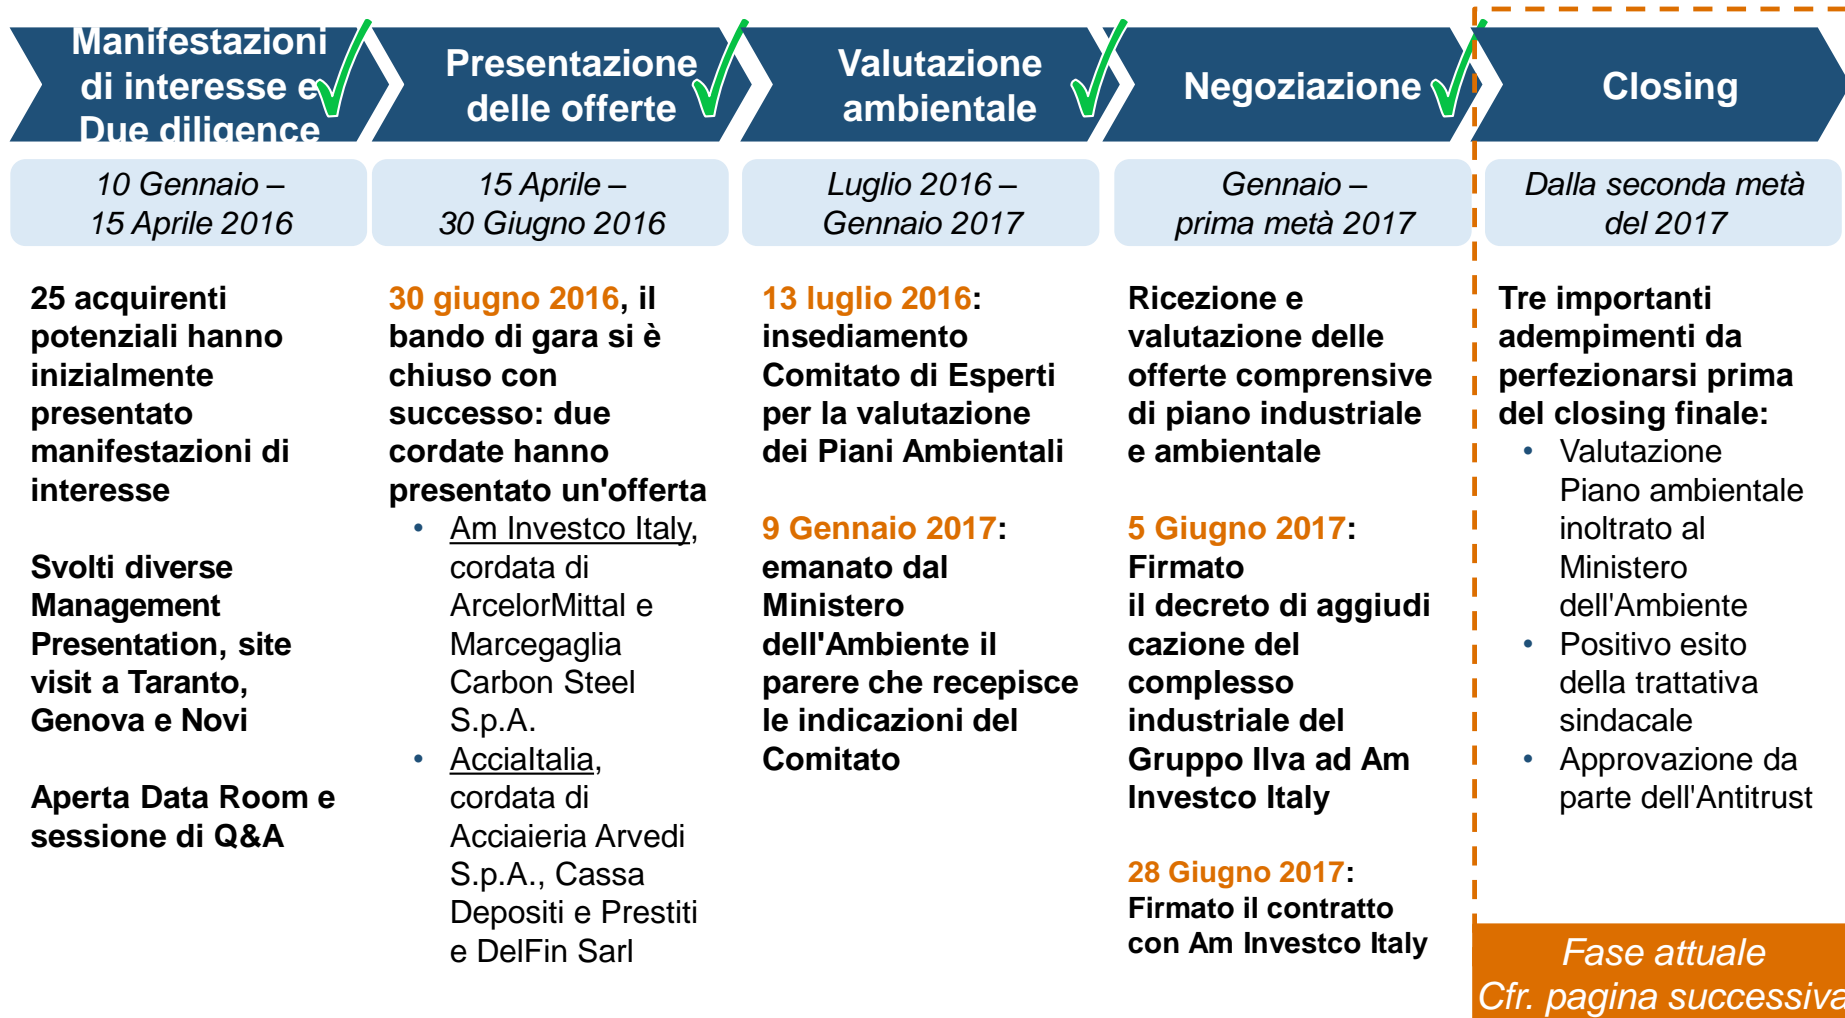 Manifestazioni
di interesse e
Due diligence
10 Gennaio –
15 Aprile 2016
25 acquirenti
potenziali hanno
inizialmente
presentato
manifestazioni di
interesse
Svolti diverse
Management
Presentation, site
visit a Taranto,
Genova e Novi
Aperta Data Room e
sessione di Q&A
Presentazione
delle offerte
15 Aprile –
30 Giugno 2016
30 giugno 2016, il
bando di gara si è
chiuso con
successo: due
cordate hanno
presentato un'offerta
• Am Investco Italy,
cordata di
ArcelorMittal e
Marcegaglia
Carbon Steel
S.p.A.
• AcciaItalia,
cordata di
Acciaieria Arvedi
S.p.A., Cassa
Depositi e Prestiti
e DelFin Sarl
Valutazione
ambientale
Luglio 2016 –
Gennaio 2017
13 luglio 2016:
insediamento
Comitato di Esperti
per la valutazione
dei Piani Ambientali
9 Gennaio 2017:
emanato dal
Ministero
dell'Ambiente il
parere che recepisce
le indicazioni del
Comitato
Negoziazione
Gennaio –
prima metà 2017
Ricezione e
valutazione delle
offerte comprensive
di piano industriale
e ambientale
5 Giugno 2017:
Firmato
il decreto di aggiudi
cazione del
complesso
industriale del
Gruppo Ilva ad Am
Investco Italy
28 Giugno 2017:
Firmato il contratto
con Am Investco Italy
Closing
Dalla seconda metà
del 2017
Tre importanti
adempimenti da
perfezionarsi prima
del closing finale:
• Valutazione
Piano ambientale
inoltrato al
Ministero
dell'Ambiente
• Positivo esito
della trattativa
sindacale
• Approvazione da
parte dell'Antitrust
Fase attuale
Cfr. pagina successiva